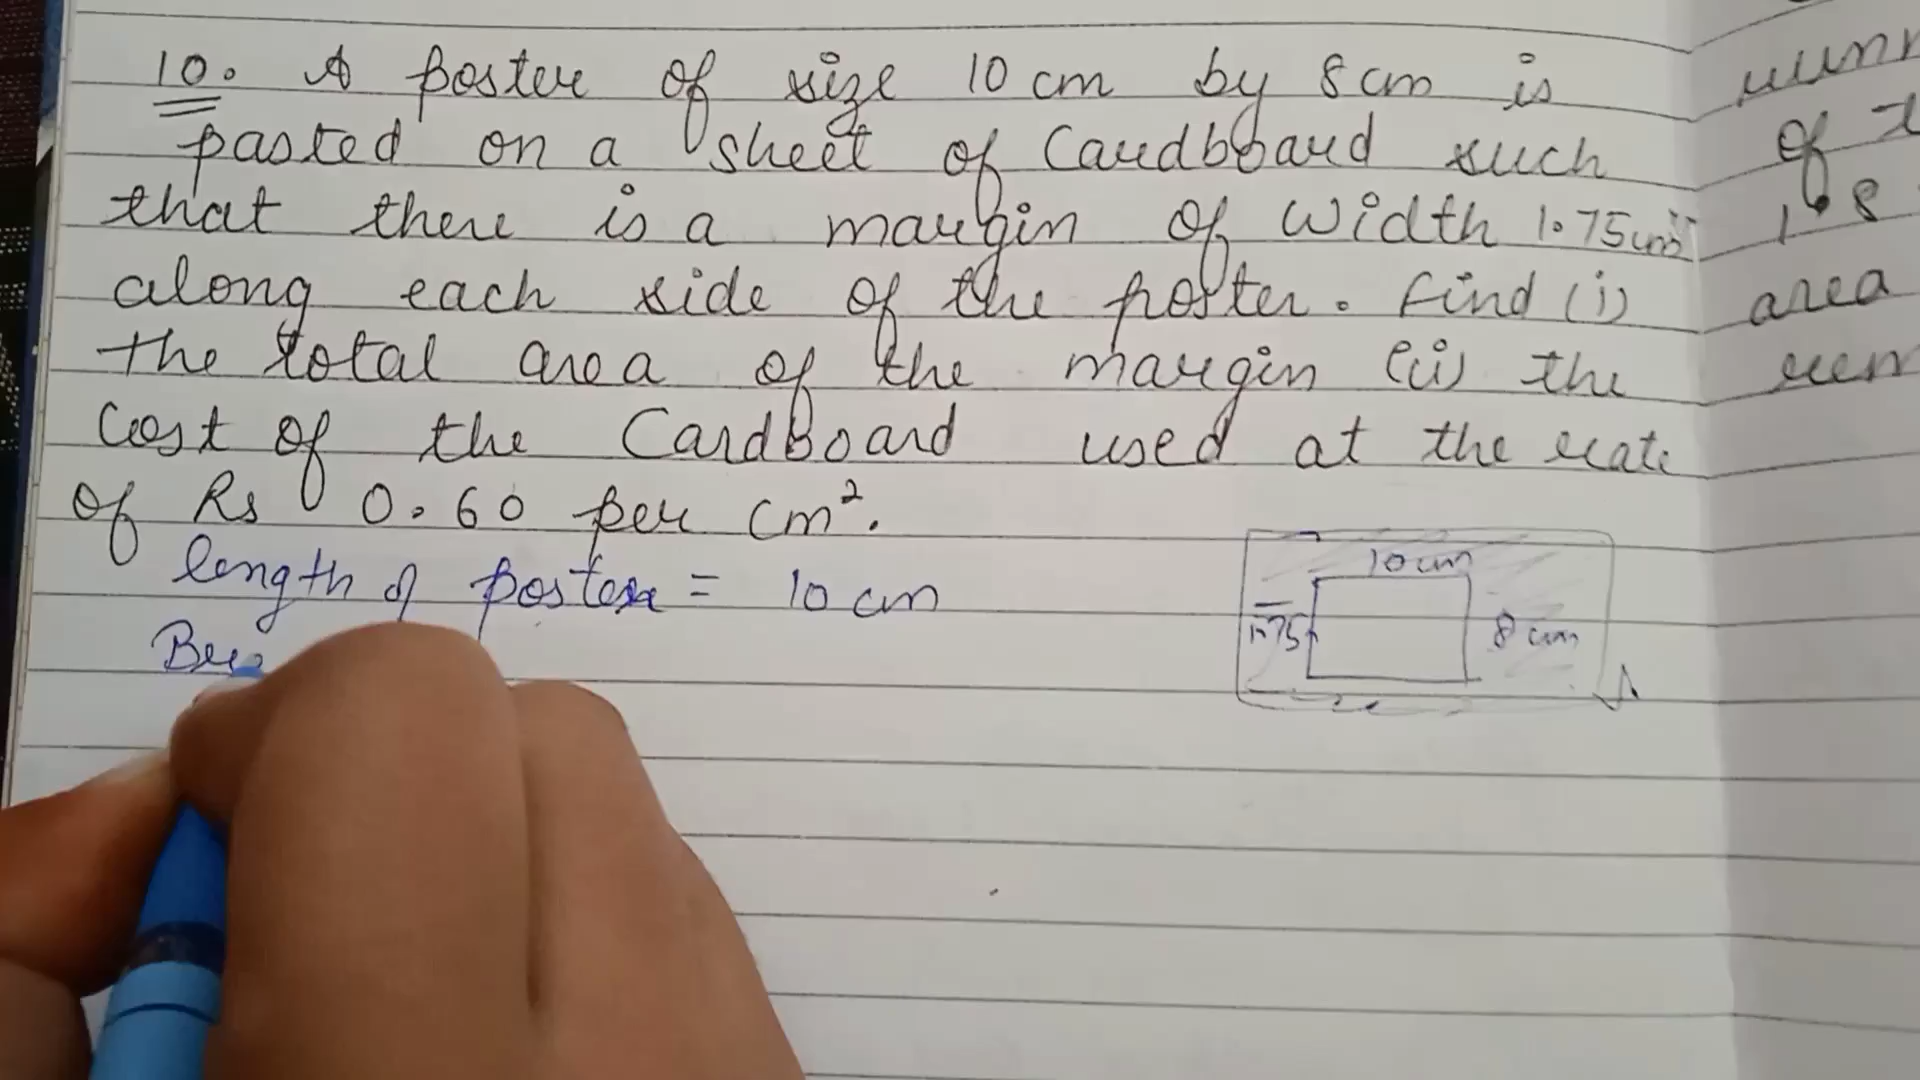 10. A poster of size 10 cm by 8 cm is
pasted on a sheet of Cardboard such
that there is a margin of width 1.75cm
along each side of the poster. Find (i)
the total area of the margin (ii) the
cost of the CardBoard used at the rate
of Rs 0.60 per cm².
length of poster = 10 cm
10 cm
1.75
8 cm
of
18
area